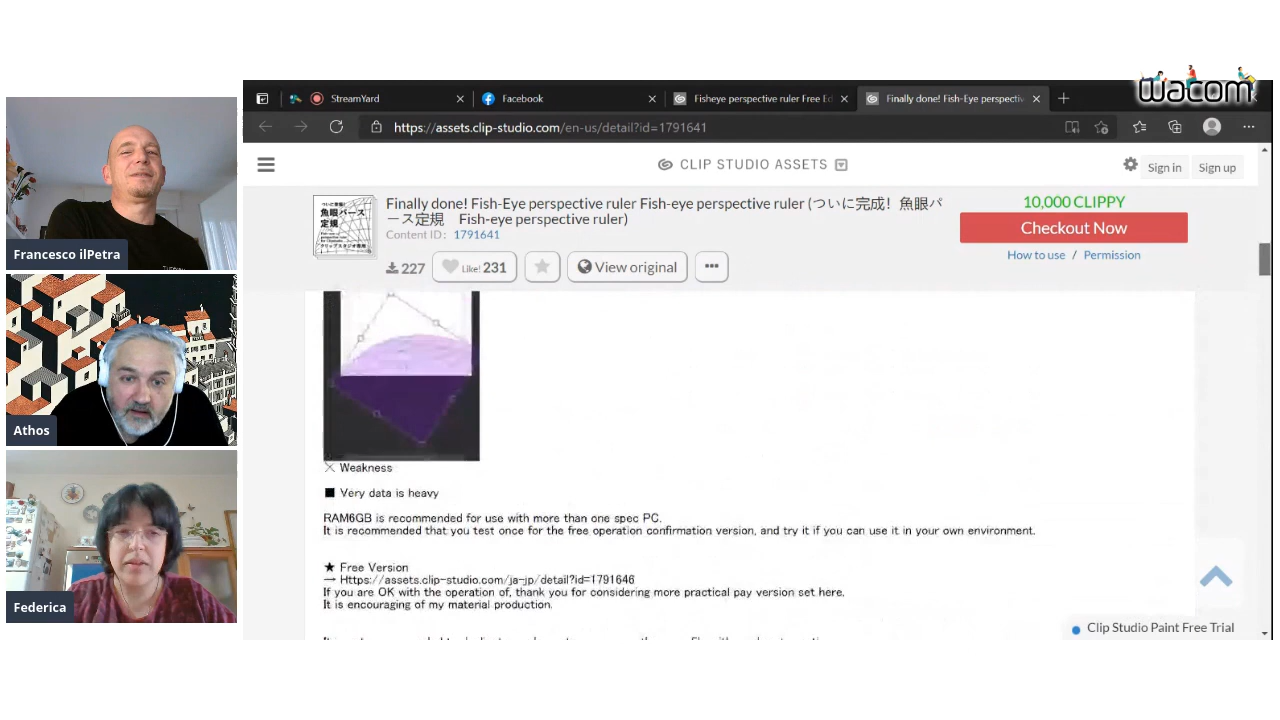 wacom
StreamYard
Facebook
Fisheye perspective ruler Free Ed
Finally done! Fish-Eye perspectiv
https://assets.clip-studio.com/en-us/detail?id=1791641
CLIP STUDIO ASSETS
Sign in
Sign up
Finally done! Fish-Eye perspective ruler Fish-eye perspective ruler (ついに完成！魚眼パ
ース定規　Fish-eye perspective ruler)
Content ID： 1791641
10,000 CLIPPY
Checkout Now
How to use / Permission
227
Like! 231
View original
魚眼パース
定規
Francesco ilPetra
Athos
Federica
╳ Weakness
■ Very data is heavy
RAM6GB is recommended for use with more than one spec PC.
It is recommended that you test once for the free operation confirmation version, and try it if you can use it in your own environment.
★ Free Version
→ Https://assets.clip-studio.com/ja-jp/detail?id=1791646
If you are OK with the operation of, thank you for considering more practical pay version set here.
It is encouraging of my material production.
Clip Studio Paint Free Trial